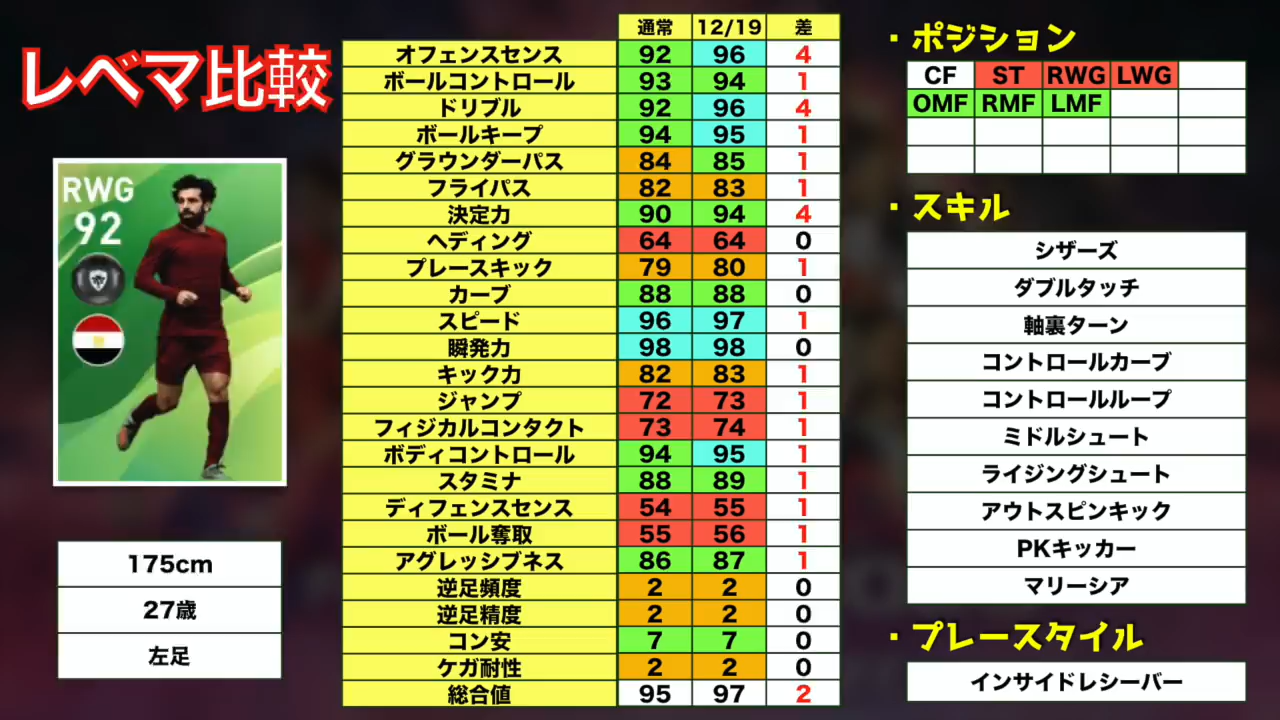 レベマ比較
RWG
92
175cm
27歳
左足
通常 12/19 差
オフェンスセンス 92 96 4
ボールコントロール 93 94 1
ドリブル 92 96 4
ボールキープ 94 95 1
グラウンダーパス 84 85 1
フライパス 82 83 1
決定力 90 94 4
ヘディング 64 64 0
プレースキック 79 80 1
カーブ 88 88 0
スピード 96 97 1
瞬発力 98 98 0
キック力 82 83 1
ジャンプ 72 73 1
フィジカルコンタクト 73 74 1
ボディコントロール 94 95 1
スタミナ 88 89 1
ディフェンスセンス 54 55 1
ボール奪取 55 56 1
アグレッシブネス 86 87 1
逆足頻度 2 2 0
逆足精度 2 2 0
コン安 7 7 0
ケガ耐性 2 2 0
総合値 95 97 2
・ポジション
CF ST RWG LWG
OMF RMF LMF
・スキル
シザーズ
ダブルタッチ
軸裏ターン
コントロールカーブ
コントロールループ
ミドルシュート
ライジングシュート
アウトスピンキック
PKキッカー
マリーシア
・プレースタイル
インサイドレシーバー